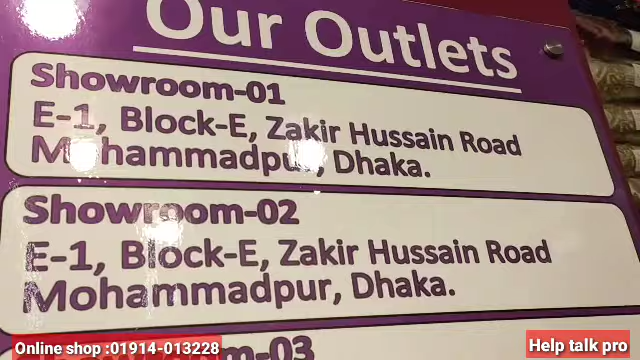 Our Outlets
Showroom-01
E-1, Block-E, Zakir Hussain Road
Mohammadpur, Dhaka.
Showroom-02
E-1, Block-E, Zakir Hussain Road
Mohammadpur, Dhaka.
m-03
Online shop :01914-013228
Help talk pro